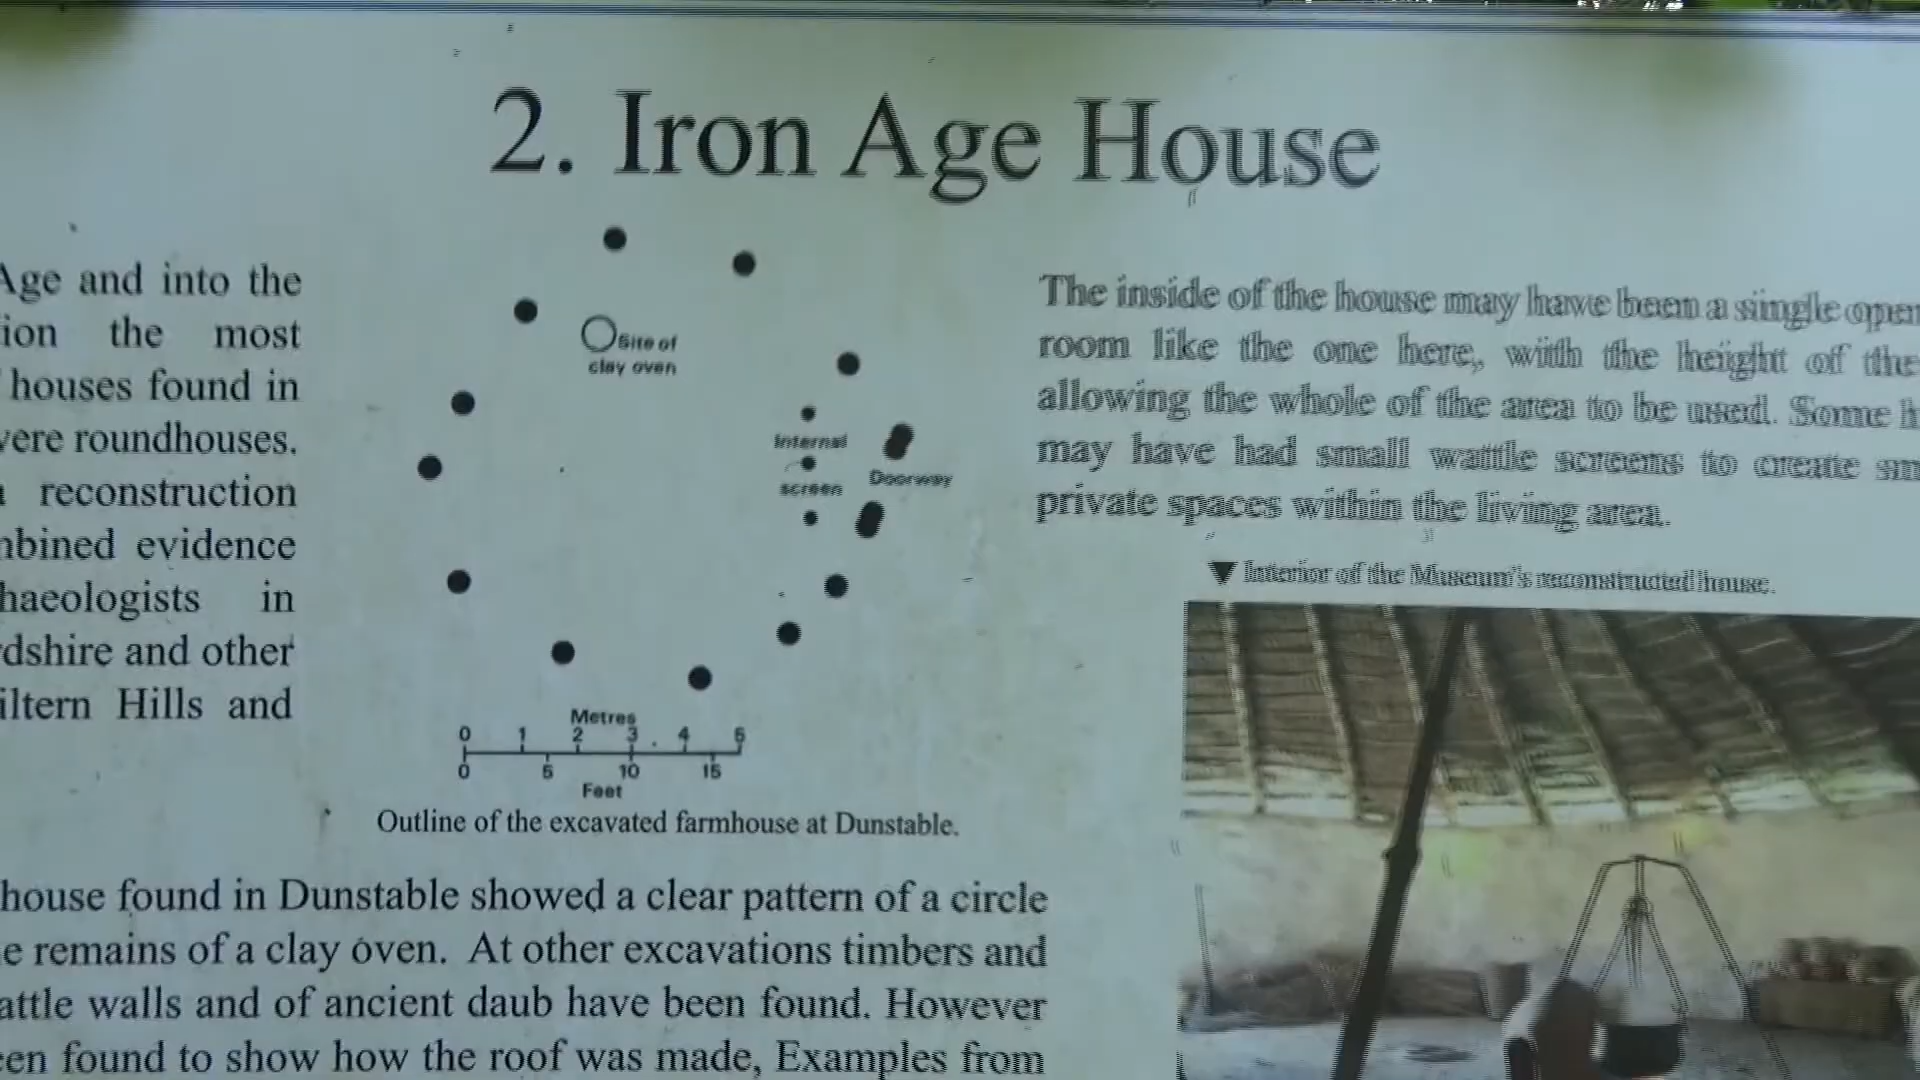 2. Iron Age House
Age and into the
ion the most
houses found in
were roundhouses.
reconstruction
mbined evidence
haeologists in
rdshire and other
iltern Hills and
Site of
clay oven
Internal
screen
Doorway
Metres
0 1 2 3 4 5
0 5 10 15
Feet
Outline of the excavated farmhouse at Dunstable.
The inside of the house may have been a single open
room like the one here, with the height of the
allowing the whole of the area to be used. Some h
may have had small wattle screens to create sm
private spaces within the living area.
▼ Interior of the Museum's reconstructed house.
house found in Dunstable showed a clear pattern of a circle
e remains of a clay oven. At other excavations timbers and
attle walls and of ancient daub have been found. However
een found to show how the roof was made, Examples from